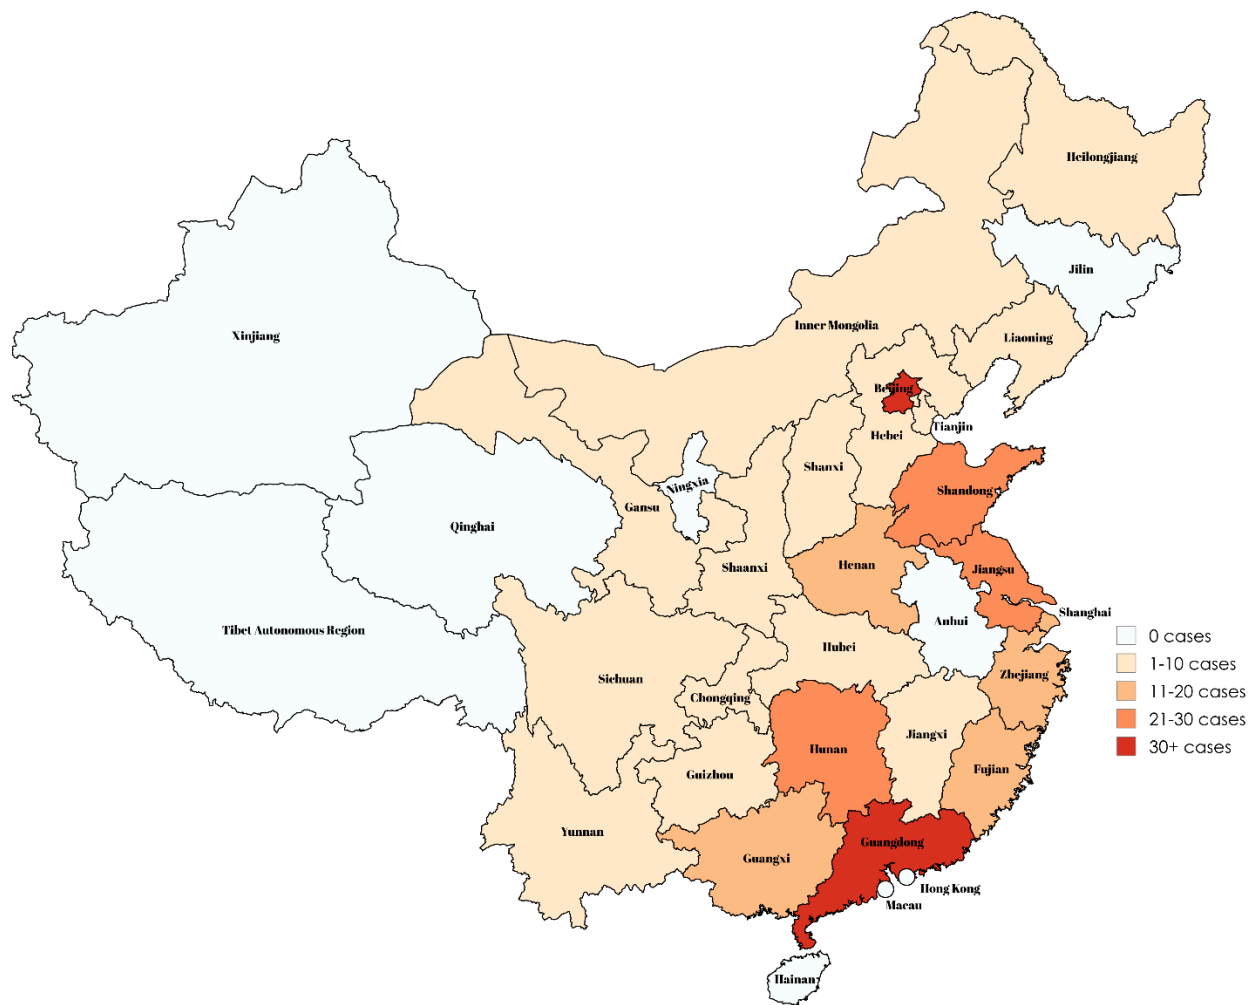 Heilongjiang
Jilin
Xinjiang
Inner Mongolia
Liaoning
Beijing
Tianjin
Hebei
Shanxi
Ningxia
Shandong
Gansu
Qinghai
Shaanxi
Henan
Jiangsu
Shanghai
Anhui
Tibet Autonomous Region
Hubei
Sichuan
Zhejiang
Chongqing
Jiangxi
Hunan
Fujian
Guizhou
Yunnan
Guangdong
Guangxi
Hong Kong
Macau
Hainan
0 cases
1-10 cases
11-20 cases
21-30 cases
30+ cases